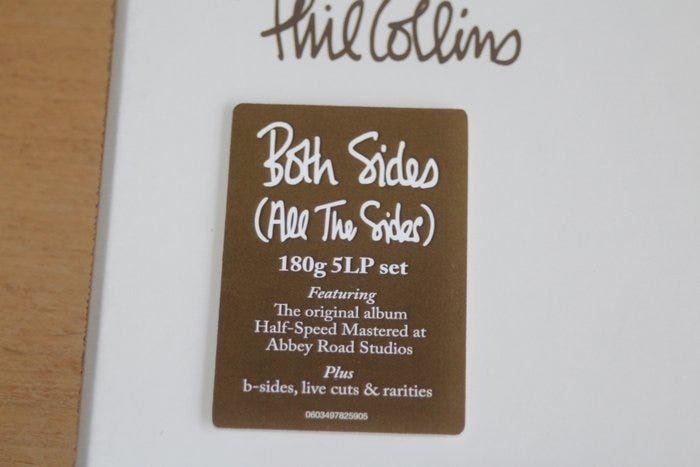 Phil Collins
Both Sides
(All The Sides)
180g 5LP set
Featuring
The original album
Half-Speed Mastered at
Abbey Road Studios
Plus
b-sides, live cuts & rarities
0603497825905